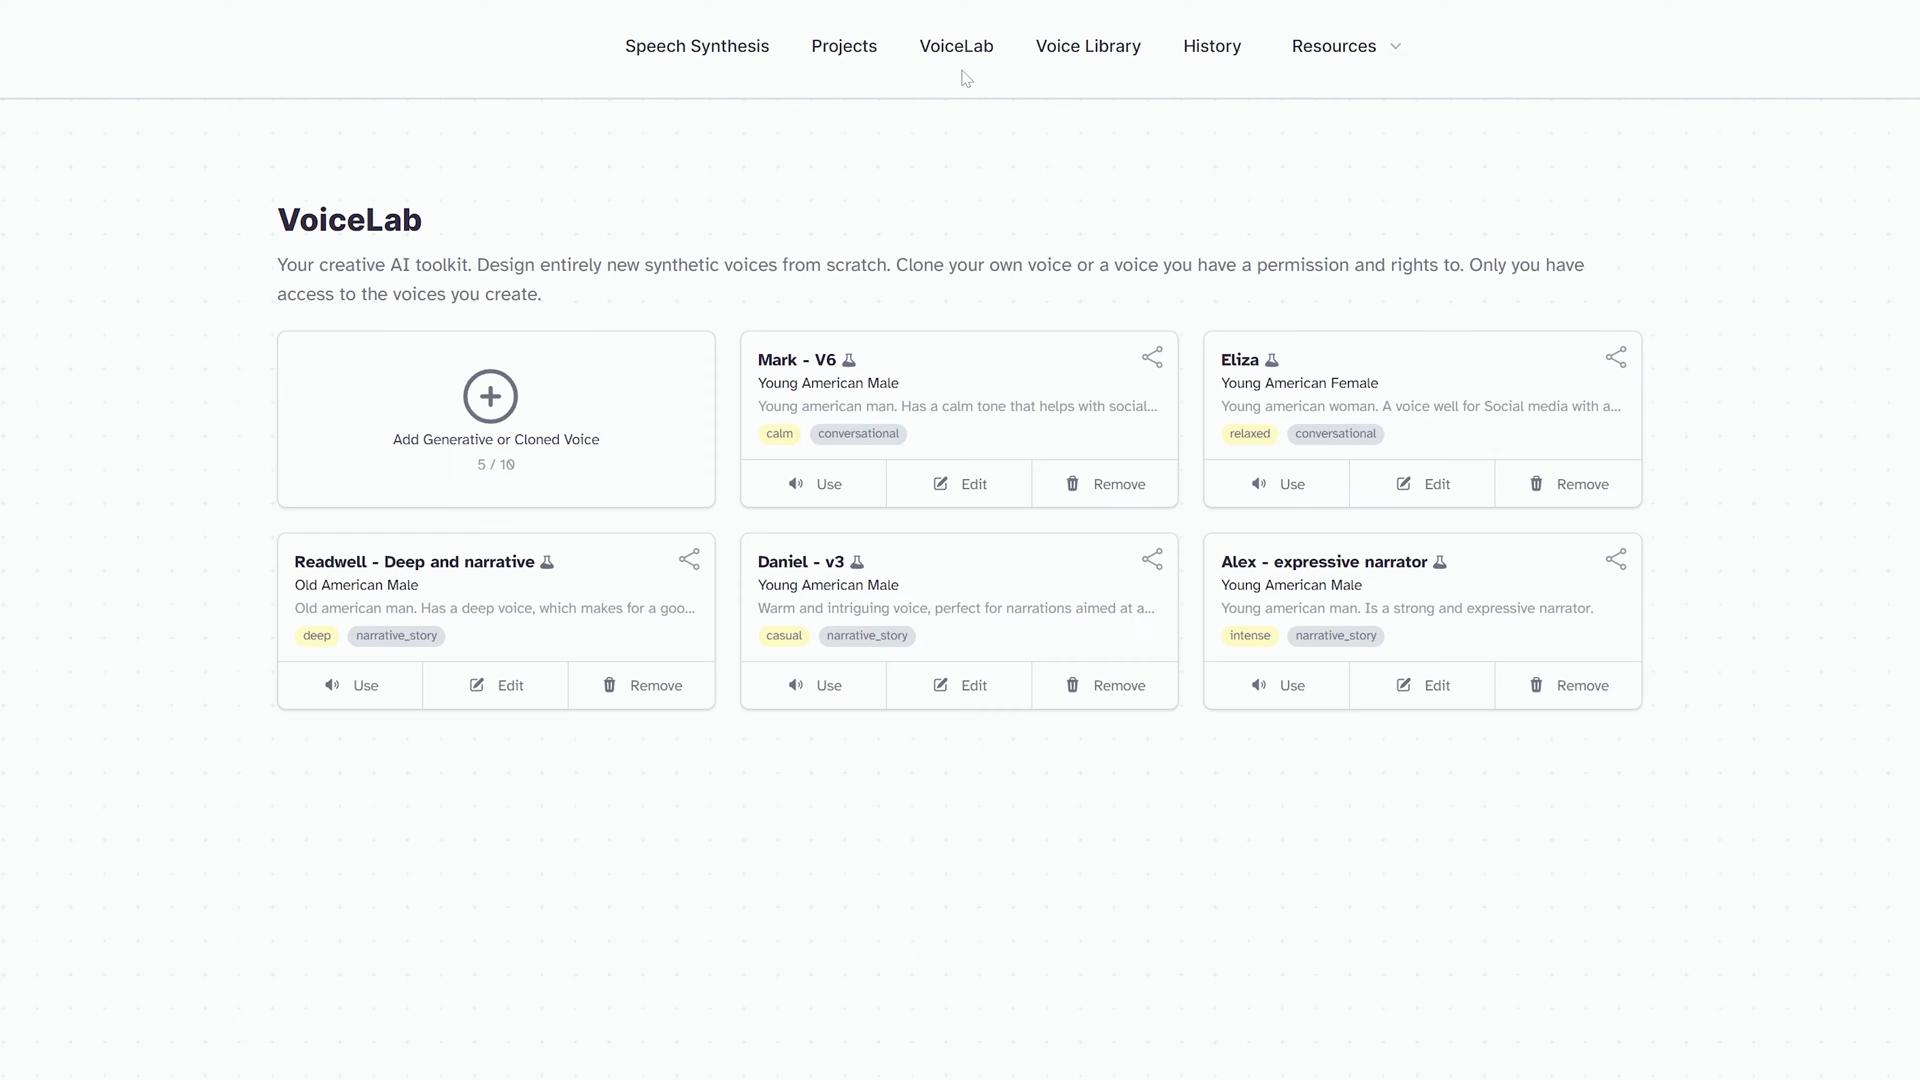 Speech Synthesis
Projects
VoiceLab
Voice Library
History
Resources
VoiceLab
Your creative AI toolkit. Design entirely new synthetic voices from scratch. Clone your own voice or a voice you have a permission and rights to. Only you have
access to the voices you create.
Add Generative or Cloned Voice
5 / 10
Mark - V6
Young American Male
Young american man. Has a calm tone that helps with social...
calm
conversational
Use
Edit
Remove
Eliza
Young American Female
Young american woman. A voice well for Social media with a...
relaxed
conversational
Use
Edit
Remove
Readwell - Deep and narrative
Old American Male
Old american man. Has a deep voice, which makes for a goo...
deep
narrative_story
Use
Edit
Remove
Daniel - v3
Young American Male
Warm and intriguing voice, perfect for narrations aimed at a...
casual
narrative_story
Use
Edit
Remove
Alex - expressive narrator
Young American Male
Young american man. Is a strong and expressive narrator.
intense
narrative_story
Use
Edit
Remove